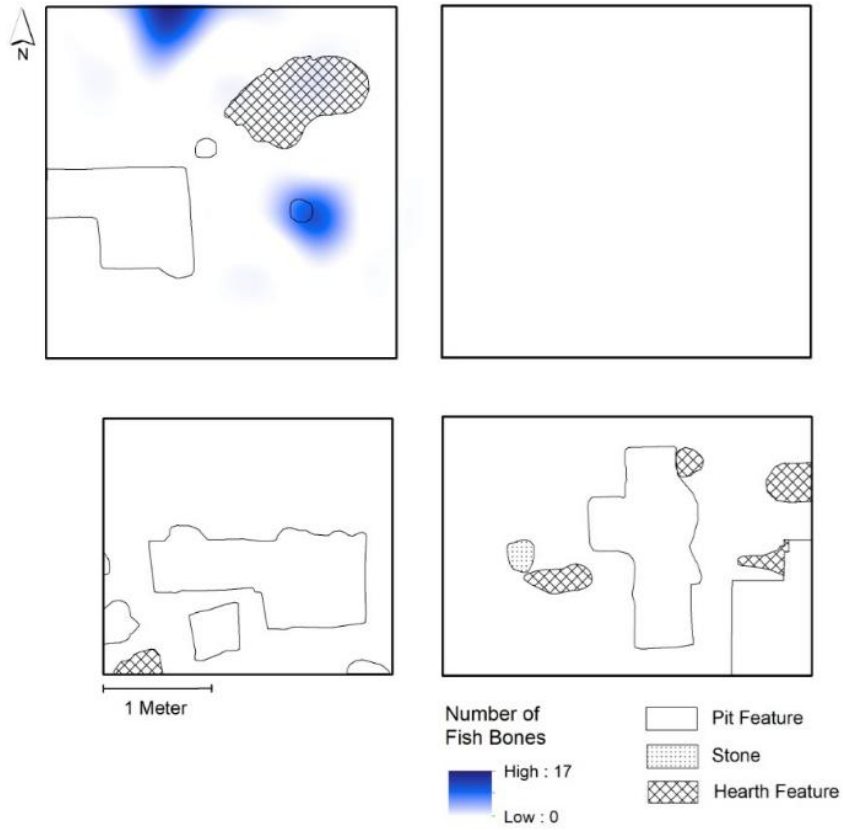 N
1 Meter
Number of
Fish Bones
High : 17
Low : 0
Pit Feature
Stone
Hearth Feature